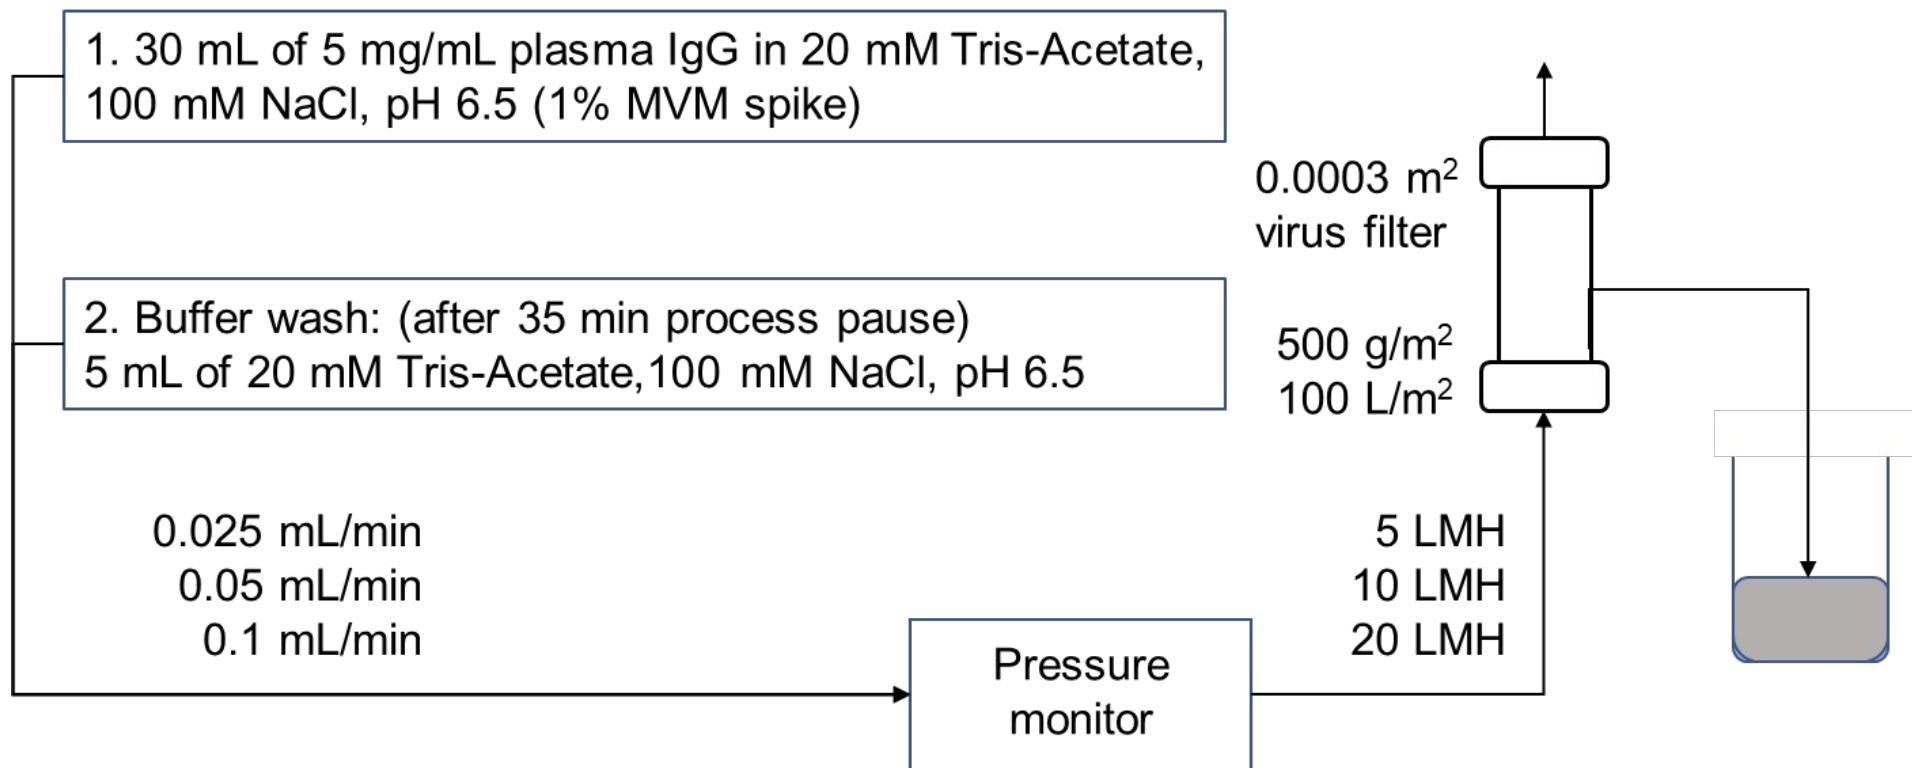 1. 30 mL of 5 mg/mL plasma IgG in 20 mM Tris-Acetate,
100 mM NaCl, pH 6.5 (1% MVM spike)
0.0003 m²
virus filter
2. Buffer wash: (after 35 min process pause)
5 mL of 20 mM Tris-Acetate,100 mM NaCl, pH 6.5
500 g/m²
100 L/m²
0.025 mL/min
0.05 mL/min
0.1 mL/min
5 LMH
10 LMH
20 LMH
Pressure
monitor